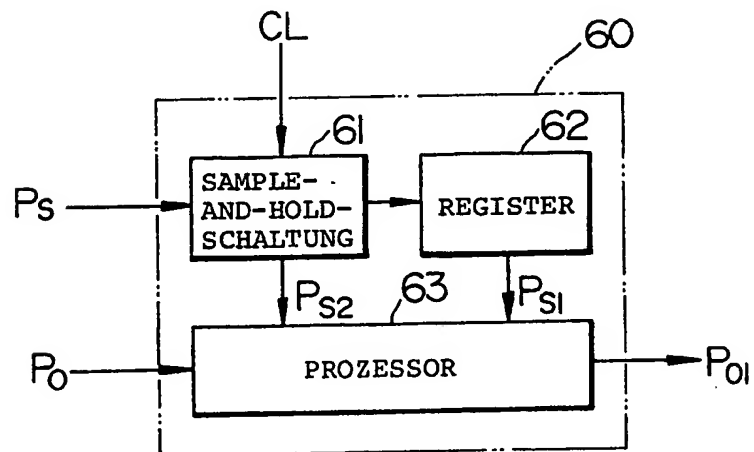 CL
60
61
62
SAMPLE-
AND-HOLD-
SCHALTUNG
REGISTER
PS
PS2
63
PS1
PO
PROZESSOR
PO1